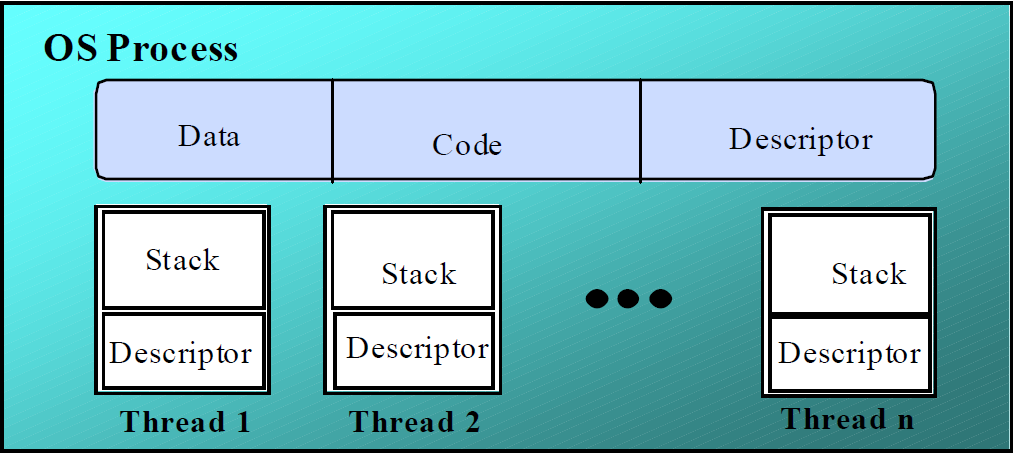 OS Process
Data
Code
Descriptor
Stack
Stack
Stack
Descriptor
Descriptor
Descriptor
Thread 1
Thread 2
Thread n